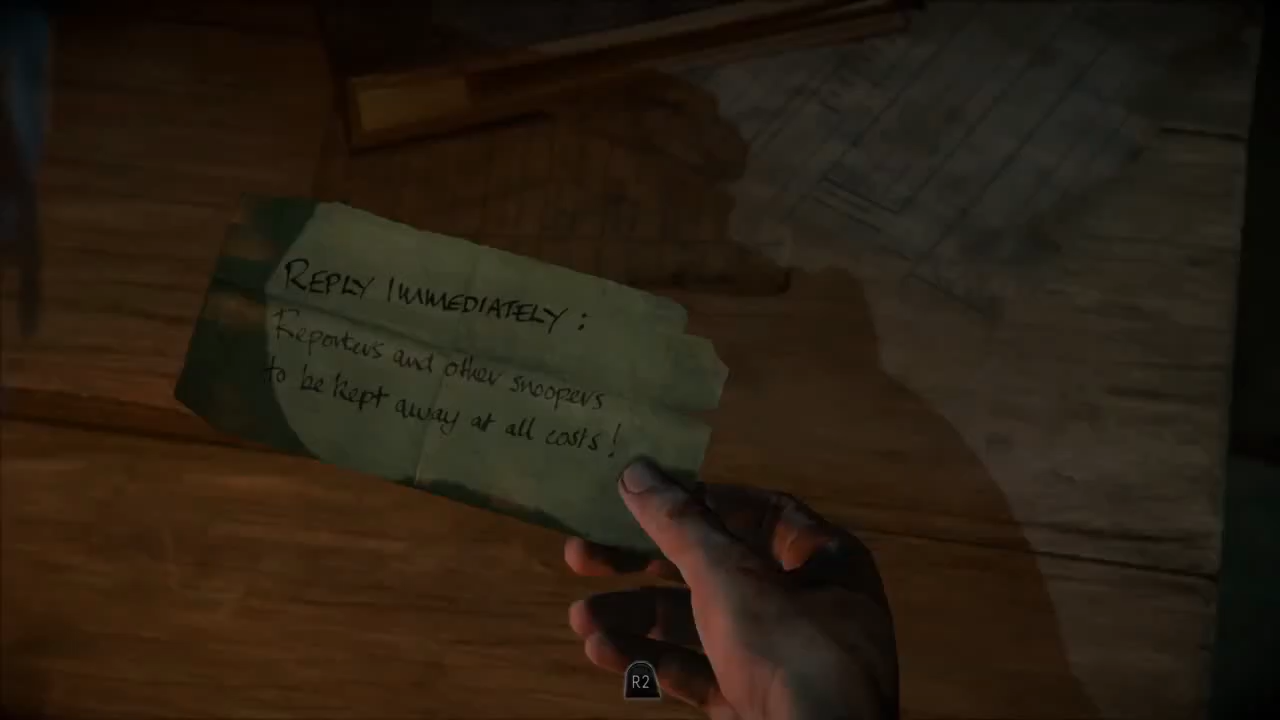 REPLY IMMEDIATELY:
Reporters and other snoopers
to be kept away at all costs!
R2